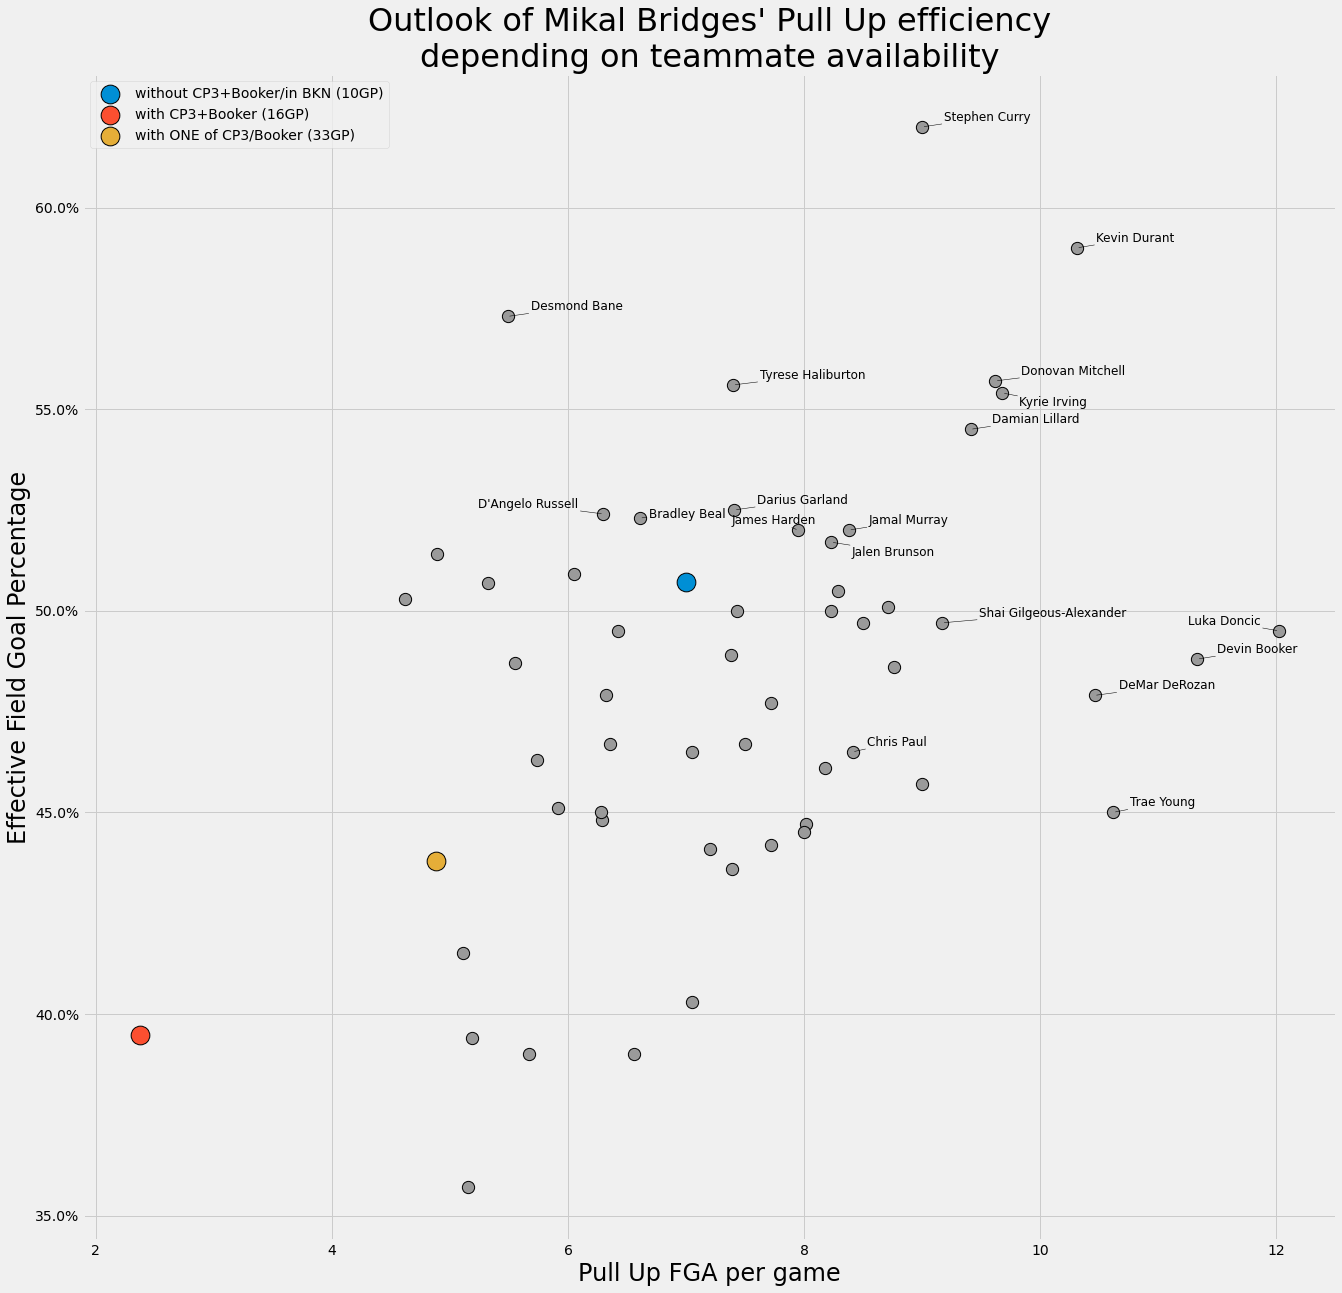 Outlook of Mikal Bridges' Pull Up efficiency
depending on teammate availability
without CP3+Booker/in BKN (10GP)
with CP3+Booker (16GP)
with ONE of CP3/Booker (33GP)
Stephen Curry
Kevin Durant
Desmond Bane
Donovan Mitchell
Tyrese Haliburton
Kyrie Irving
Damian Lillard
D'Angelo Russell
Darius Garland
Bradley Beal
James Harden
Jamal Murray
Jalen Brunson
Shai Gilgeous-Alexander
Luka Doncic
Devin Booker
DeMar DeRozan
Chris Paul
Trae Young
Effective Field Goal Percentage
60.0%
55.0%
50.0%
45.0%
40.0%
35.0%
2
4
6
8
10
12
Pull Up FGA per game